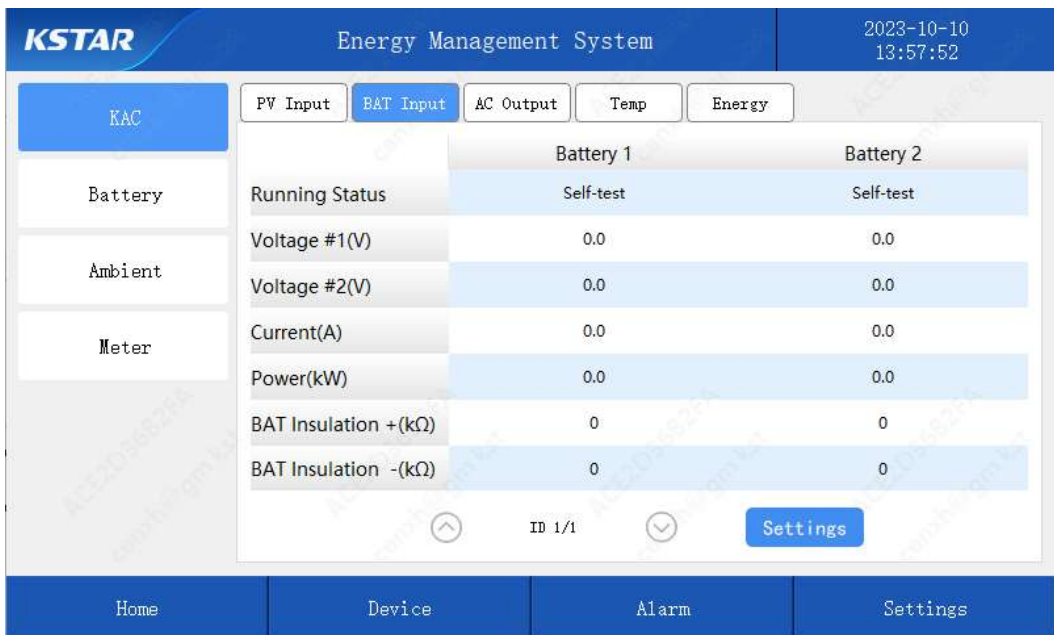 KSTAR
Energy Management System
2023-10-10
13:57:52
KAC
Battery
Ambient
Meter
PV Input BAT Input AC Output Temp Energy
Battery 1 Battery 2
Running Status Self-test Self-test
Voltage #1(V) 0.0 0.0
Voltage #2(V) 0.0 0.0
Current(A) 0.0 0.0
Power(kW) 0.0 0.0
BAT Insulation +(kΩ) 0 0
BAT Insulation -(kΩ) 0 0
ID 1/1 Settings
Home Device Alarm Settings